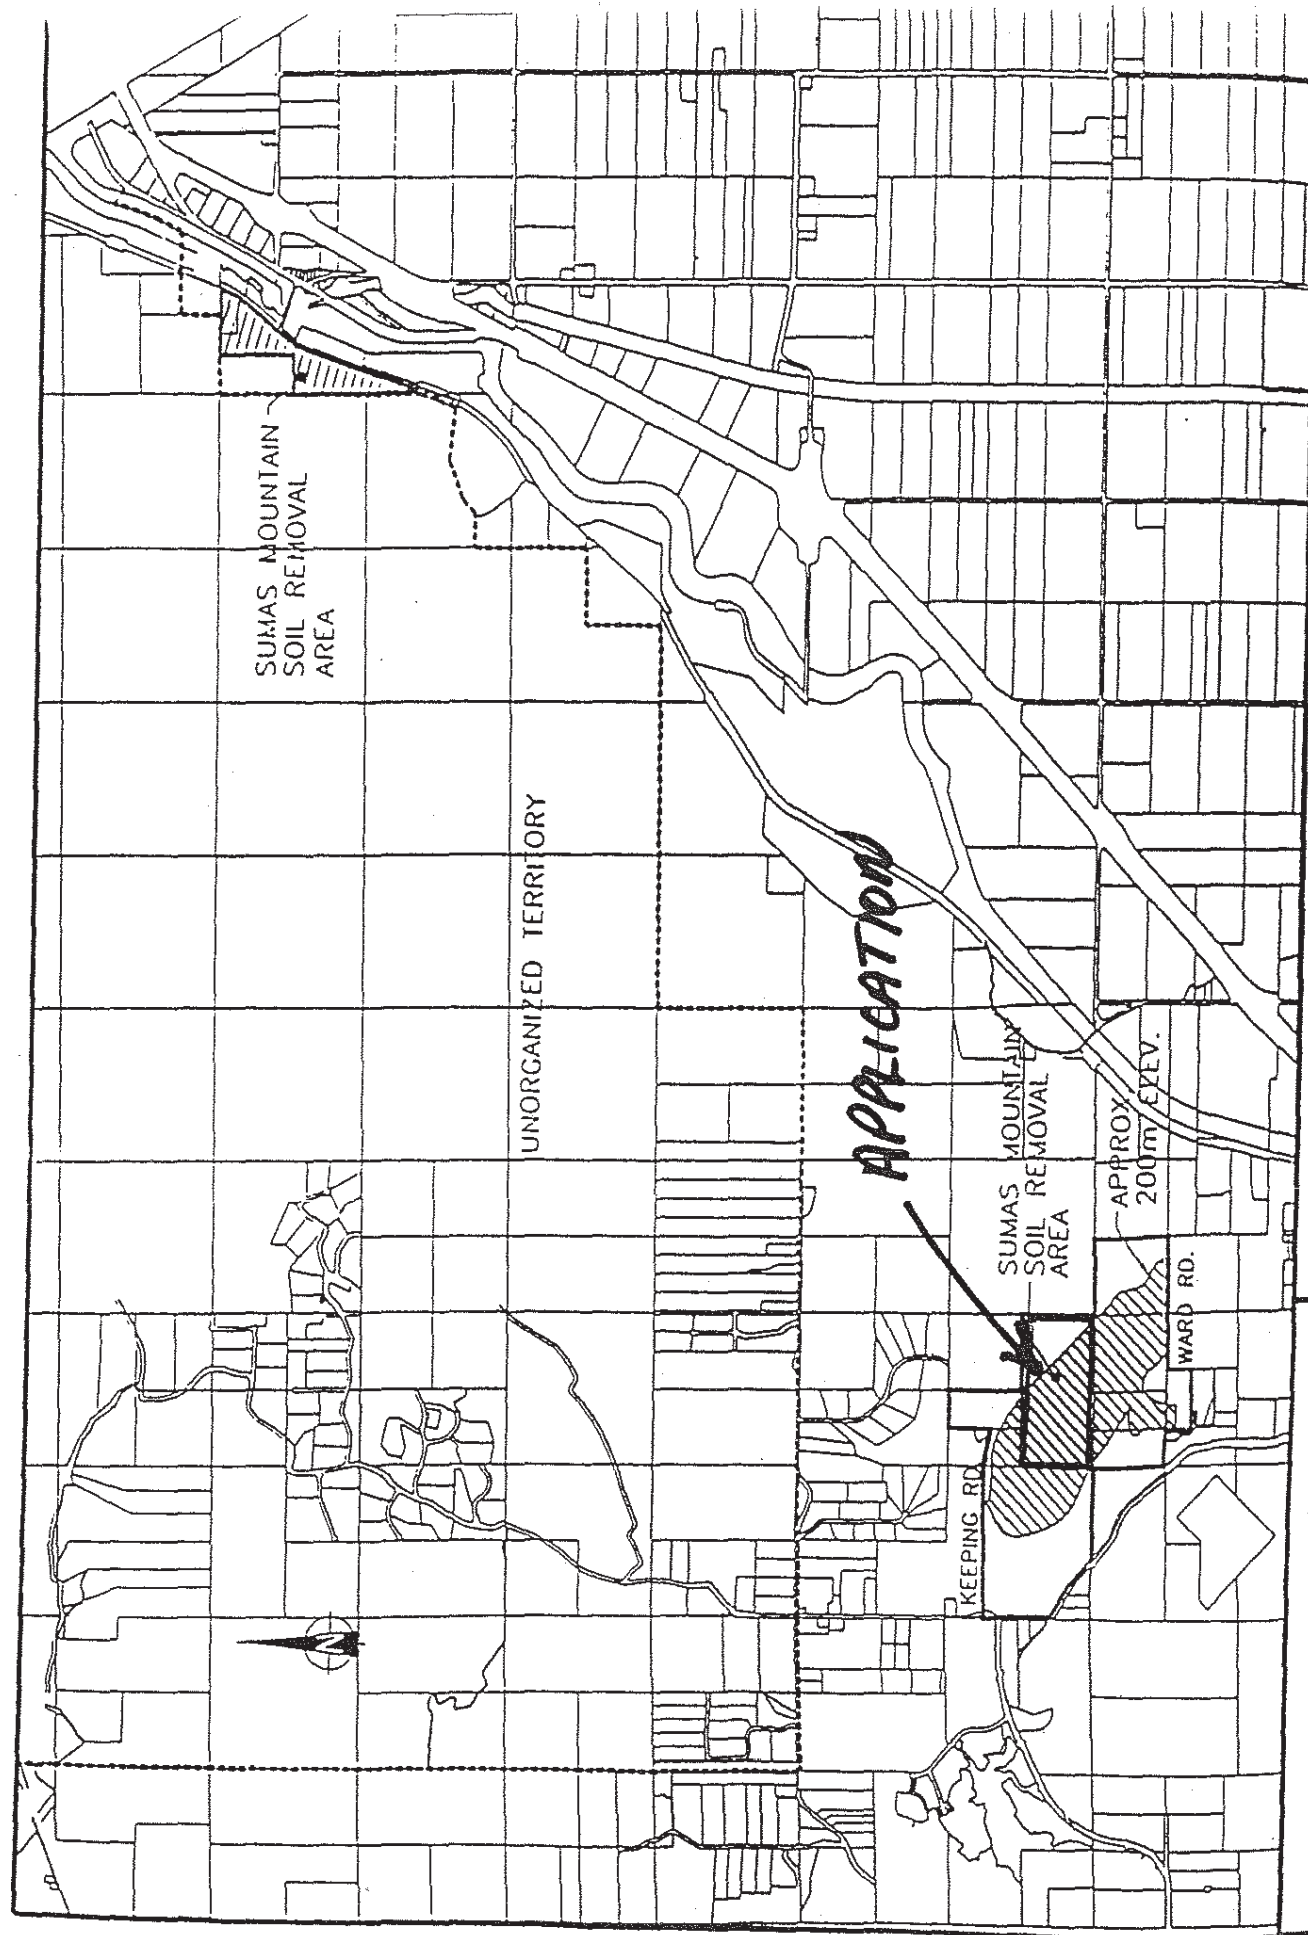 SUMAS MOUNTAIN
SOIL REMOVAL
AREA
UNORGANIZED TERRITORY
APPLICATION
SUMAS MOUNTAIN
SOIL REMOVAL
AREA
APPROX
200m ELEV.
WARD RD.
KEEPING RD.
N